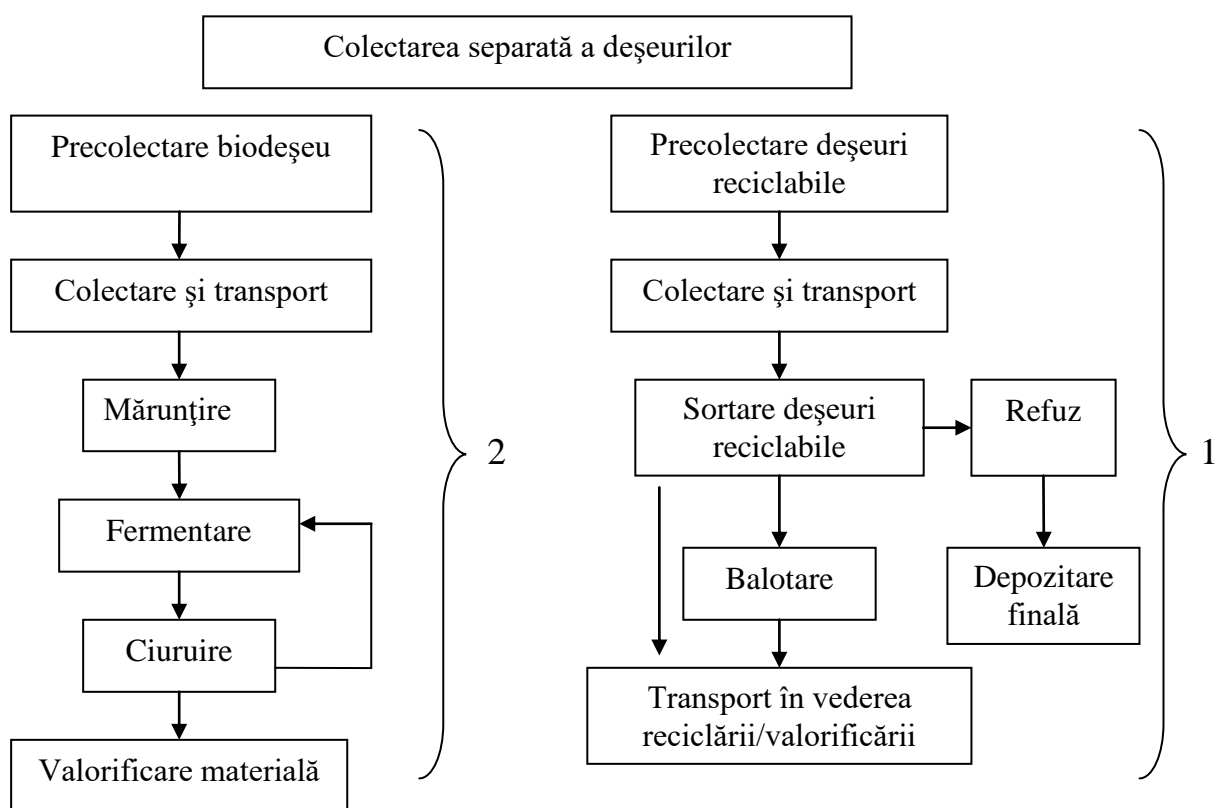 Colectarea separată a deşeurilor
Precolectare biodeşeu
Colectare şi transport
Mărunţire
Fermentare
Ciuruire
Valorificare materială
2
Precolectare deşeuri
reciclabile
Colectare şi transport
Sortare deşeuri
reciclabile
Refuz
Balotare
Depozitare
finală
Transport în vederea
reciclării/valorificării
1